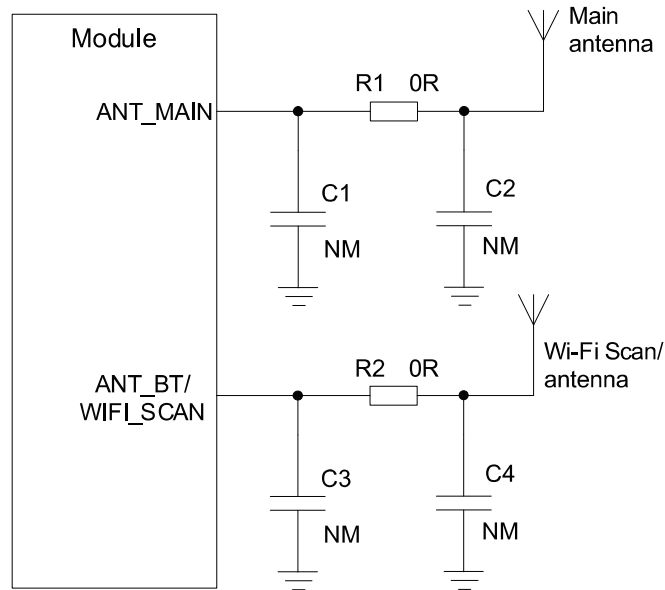 Module
Main
antenna
R1 0R
ANT_MAIN
C1
C2
NM
NM
Wi-Fi Scan/
antenna
R2 0R
ANT_BT/
WIFI_SCAN
C3
C4
NM
NM